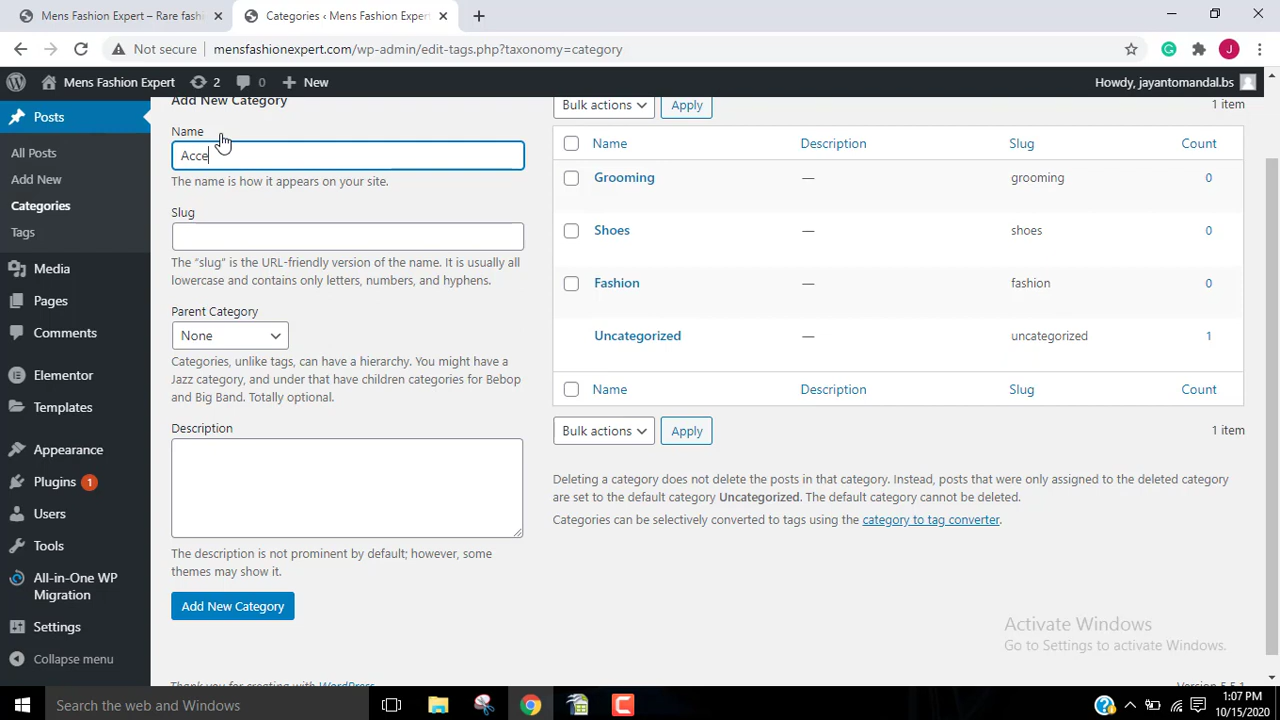 Mens Fashion Expert – Rare fashi
Categories ‹ Mens Fashion Expert
Not secure mensfashionexpert.com/wp-admin/edit-tags.php?taxonomy=category
J
Mens Fashion Expert 2 0 New
Howdy, jayantomandal.bs
Posts
All Posts
Add New
Categories
Tags
Media
Pages
Comments
Elementor
Templates
Appearance
Plugins 1
Users
Tools
All-in-One WP
Migration
Settings
Collapse menu
Add New Category
Name
Acce
The name is how it appears on your site.
Slug
The “slug” is the URL-friendly version of the name. It is usually all
lowercase and contains only letters, numbers, and hyphens.
Parent Category
None
Categories, unlike tags, can have a hierarchy. You might have a
Jazz category, and under that have children categories for Bebop
and Big Band. Totally optional.
Description
The description is not prominent by default; however, some
themes may show it.
Add New Category
Thank you for creating with WordPress.
Bulk actions Apply 1 item
Name Description Slug Count
Grooming — grooming 0
Shoes — shoes 0
Fashion — fashion 0
Uncategorized — uncategorized 1
Name Description Slug Count
Bulk actions Apply 1 item
Deleting a category does not delete the posts in that category. Instead, posts that were only assigned to the deleted category
are set to the default category Uncategorized. The default category cannot be deleted.
Categories can be selectively converted to tags using the category to tag converter.
Activate Windows
Go to Settings to activate Windows.
Version 5.5.1
Search the web and Windows
1:07 PM
10/15/2020